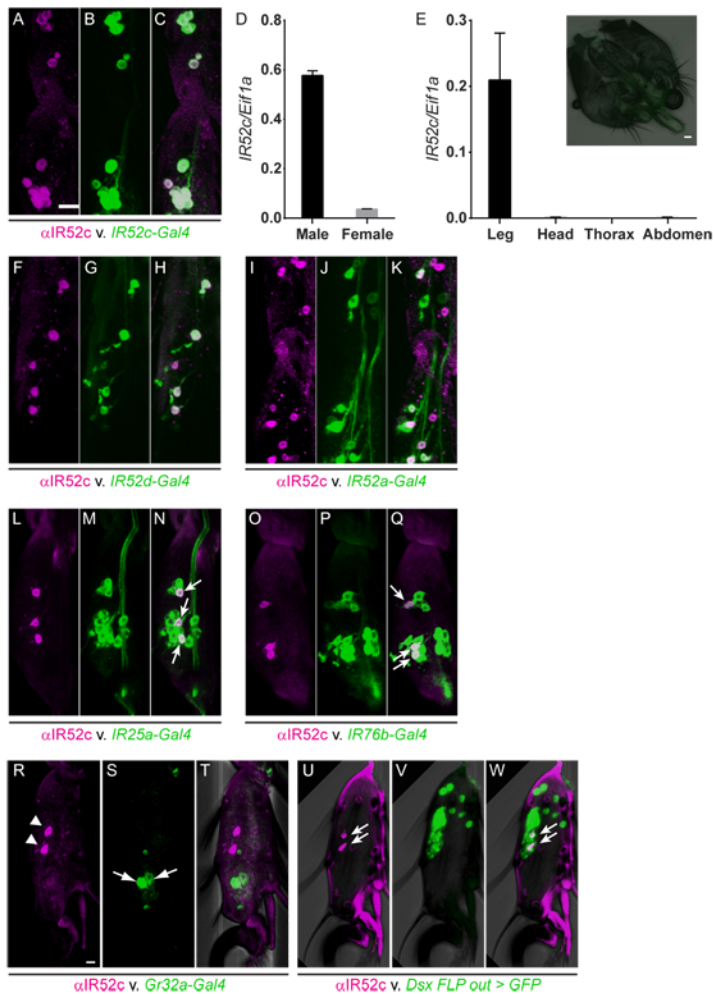 A B C
αIR52c v. IR52c-Gal4
D
IR52c/Eif1a
0.8
0.6
0.4
0.2
0.0
Male Female
E
IR52c/Eif1a
0.3
0.2
0.1
0.0
Leg Head Thorax Abdomen
F G H
αIR52c v. IR52d-Gal4
I J K
αIR52c v. IR52a-Gal4
L M N
αIR52c v. IR25a-Gal4
O P Q
αIR52c v. IR76b-Gal4
R S T
αIR52c v. Gr32a-Gal4
U V W
αIR52c v. Dsx FLP out > GFP